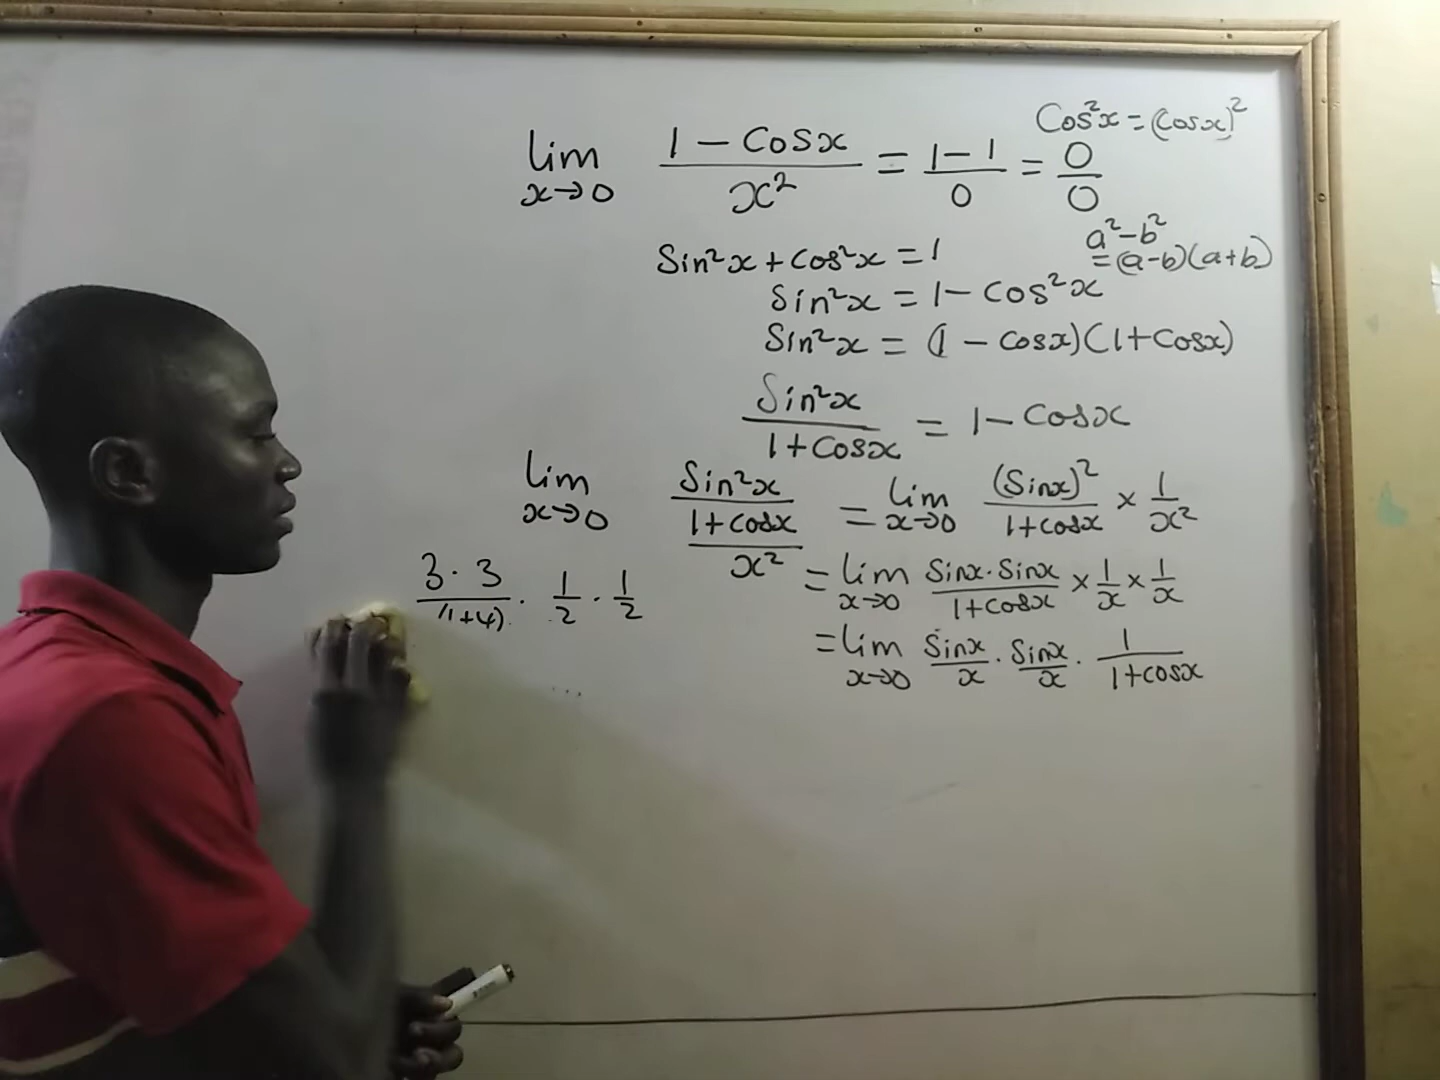 Cos²x = (cosx)²
lim x→0 (1 - Cosx)/x² = (1-1)/0 = 0/0
a² - b²
= (a-b)(a+b)
Sin²x + Cos²x = 1
Sin²x = 1 - Cos²x
Sin²x = (1 - Cosx)(1+Cosx)
Sin²x/(1+Cosx) = 1 - Cosx
lim x→0 (Sin²x/(1+cosx))/x² = lim x→0 (Sinx)²/(1+cosx) × 1/x²
= lim x→0 (Sinx·Sinx)/(1+cosx) × 1/x × 1/x
3·3/(1+4) · 1/2 · 1/2
= lim x→0 Sinx/x · Sinx/x · 1/(1+cosx)